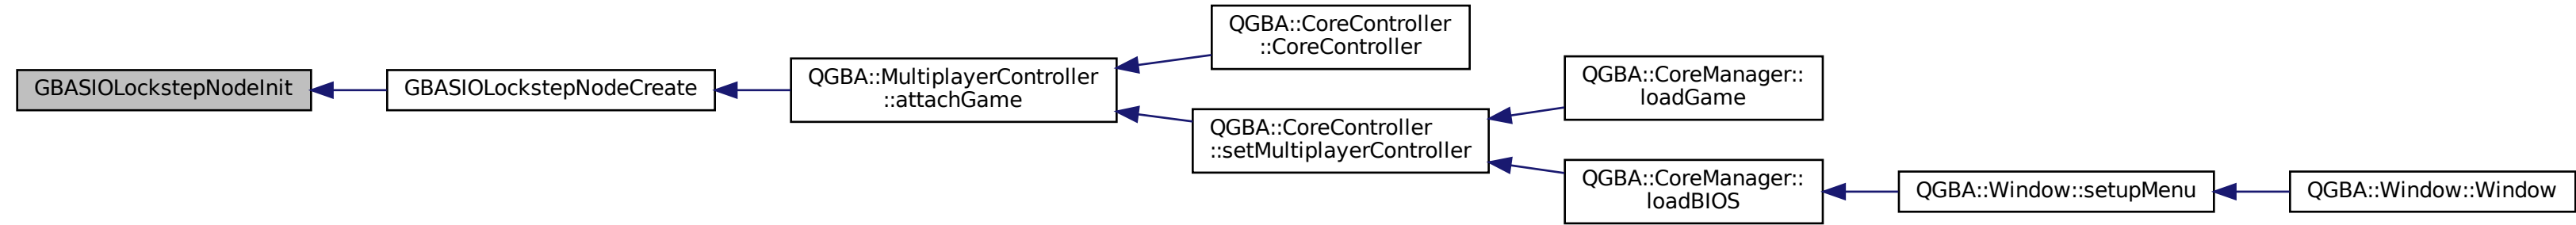 GBASIOLockstepNodeInit
GBASIOLockstepNodeCreate
QGBA::MultiplayerController
::attachGame
QGBA::CoreController
::CoreController
QGBA::CoreController
::setMultiplayerController
QGBA::CoreManager::
loadGame
QGBA::CoreManager::
loadBIOS
QGBA::Window::setupMenu
QGBA::Window::Window